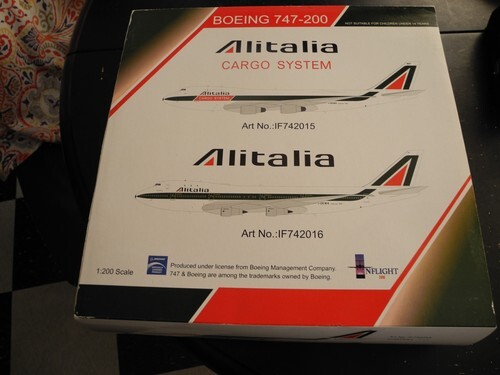 BOEING 747-200
NOT SUITABLE FOR CHILDREN UNDER 14 YEARS
Alitalia
CARGO SYSTEM
Art No.:IF742015
Alitalia
Alitalia
Art No.:IF742016
1:200 Scale
Produced under license from Boeing Management Company.
747 & Boeing are among the trademarks owned by Boeing.
INFLIGHT
200